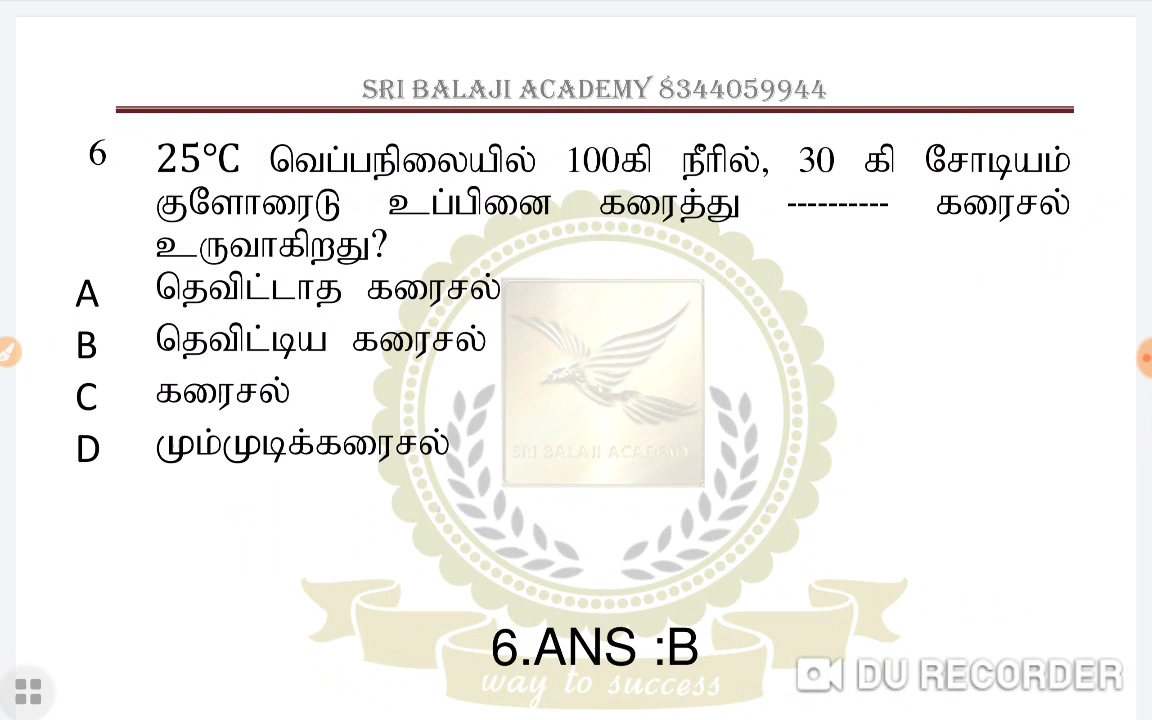 SRI BALAJI ACADEMY 8344059944
6 25°C வெப்பநிலையில் 100கி நீரில், 30 கி சோடியம்
குளோரைடு உப்பினை கரைத்து ---------- கரைசல்
உருவாகிறது?
A தெவிட்டாத கரைசல்
B தெவிட்டிய கரைசல்
C கரைசல்
D மும்முடிக்கரைசல்
SRI BALAJI ACADEMY
6.ANS :B
way to success
DU RECORDER